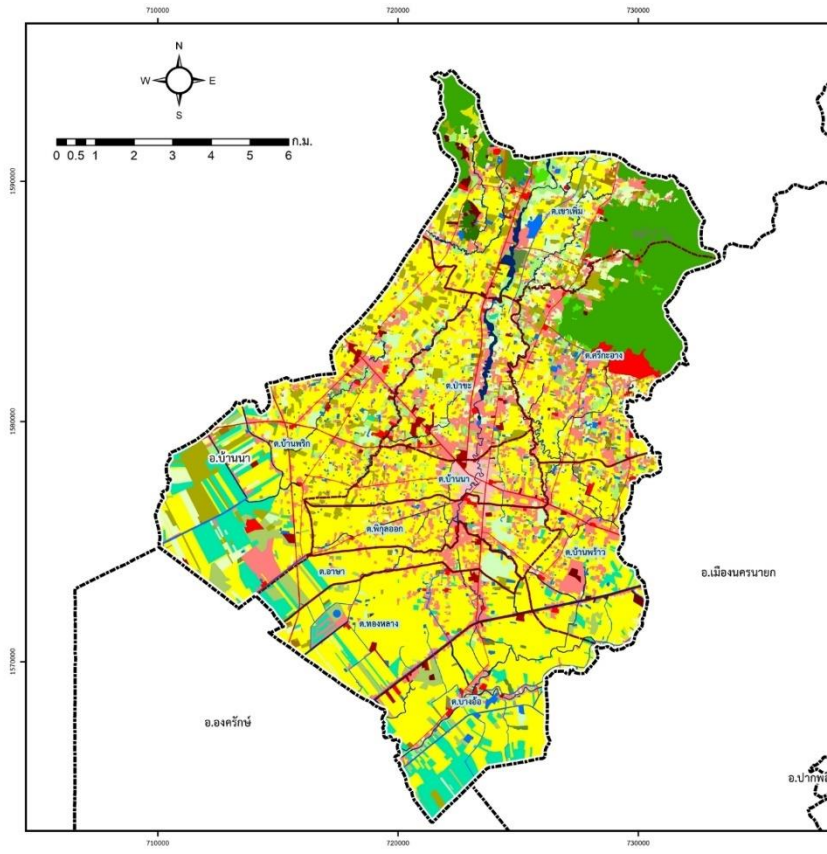 710000
720000
730000
N
W
E
S
ก.ม.
0 0.5 1 2 3 4 5 6
1590000
ต.เขาเพิ่ม
ต.ศรีกะอาง
ต.ป่าขะ
1580000
ต.บ้านพริก
อ.บ้านนา
ต.บ้านนา
ต.พิกุลออก
ต.บ้านพร้าว
ต.อาษา
อ.เมืองนครนายก
ต.ทองหลาง
1570000
ต.บางอ้อ
อ.องครักษ์
710000
720000
730000